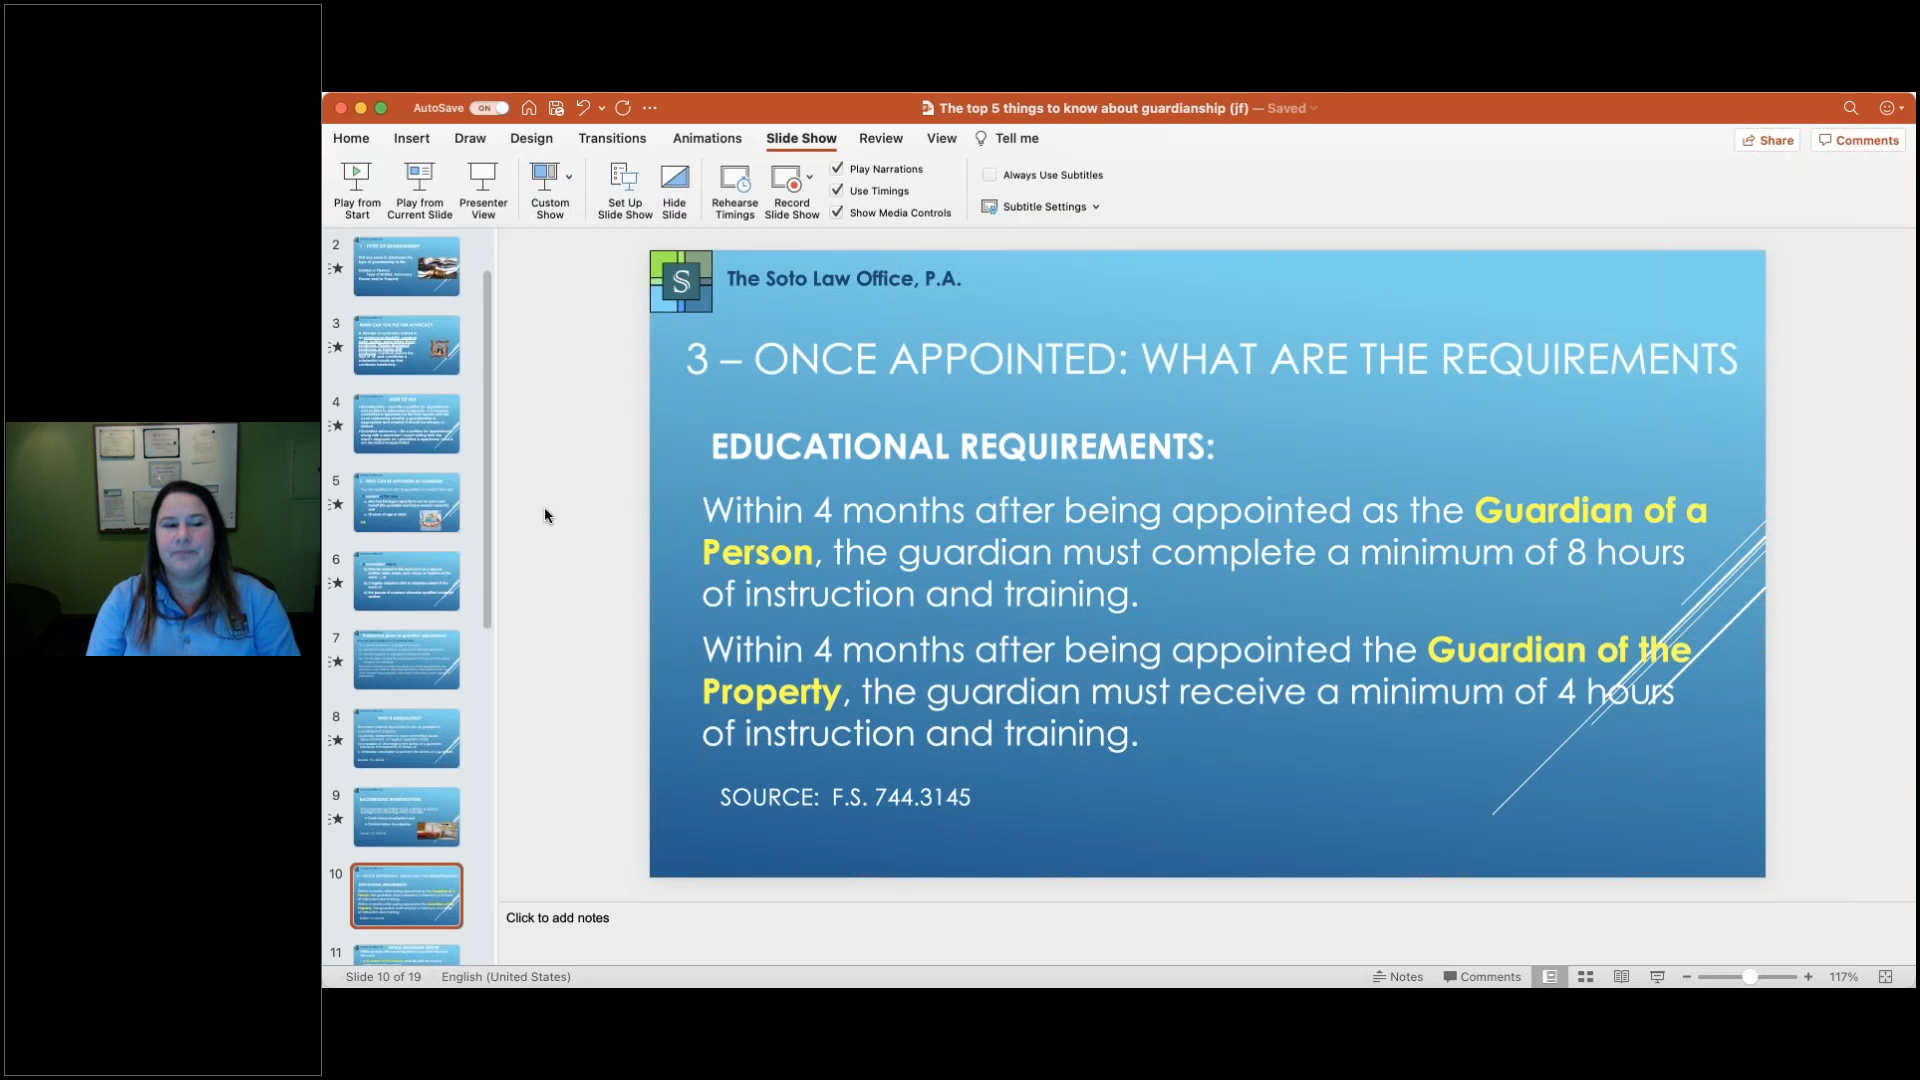 AutoSave ON
The top 5 things to know about guardianship (jf) — Saved
Home Insert Draw Design Transitions Animations Slide Show Review View Tell me
Share Comments
Play from Start
Play from Current Slide
Presenter View
Custom Show
Set Up Slide Show
Hide Slide
Rehearse Timings
Record Slide Show
Play Narrations
Use Timings
Show Media Controls
Always Use Subtitles
Subtitle Settings
2
3
4
5
6
7
8
9
10
11
S
The Soto Law Office, P.A.
3 – ONCE APPOINTED: WHAT ARE THE REQUIREMENTS
EDUCATIONAL REQUIREMENTS:
Within 4 months after being appointed as the Guardian of a
Person, the guardian must complete a minimum of 8 hours
of instruction and training.
Within 4 months after being appointed the Guardian of the
Property, the guardian must receive a minimum of 4 hours
of instruction and training.
SOURCE: F.S. 744.3145
Click to add notes
Slide 10 of 19 English (United States)
Notes Comments 117%